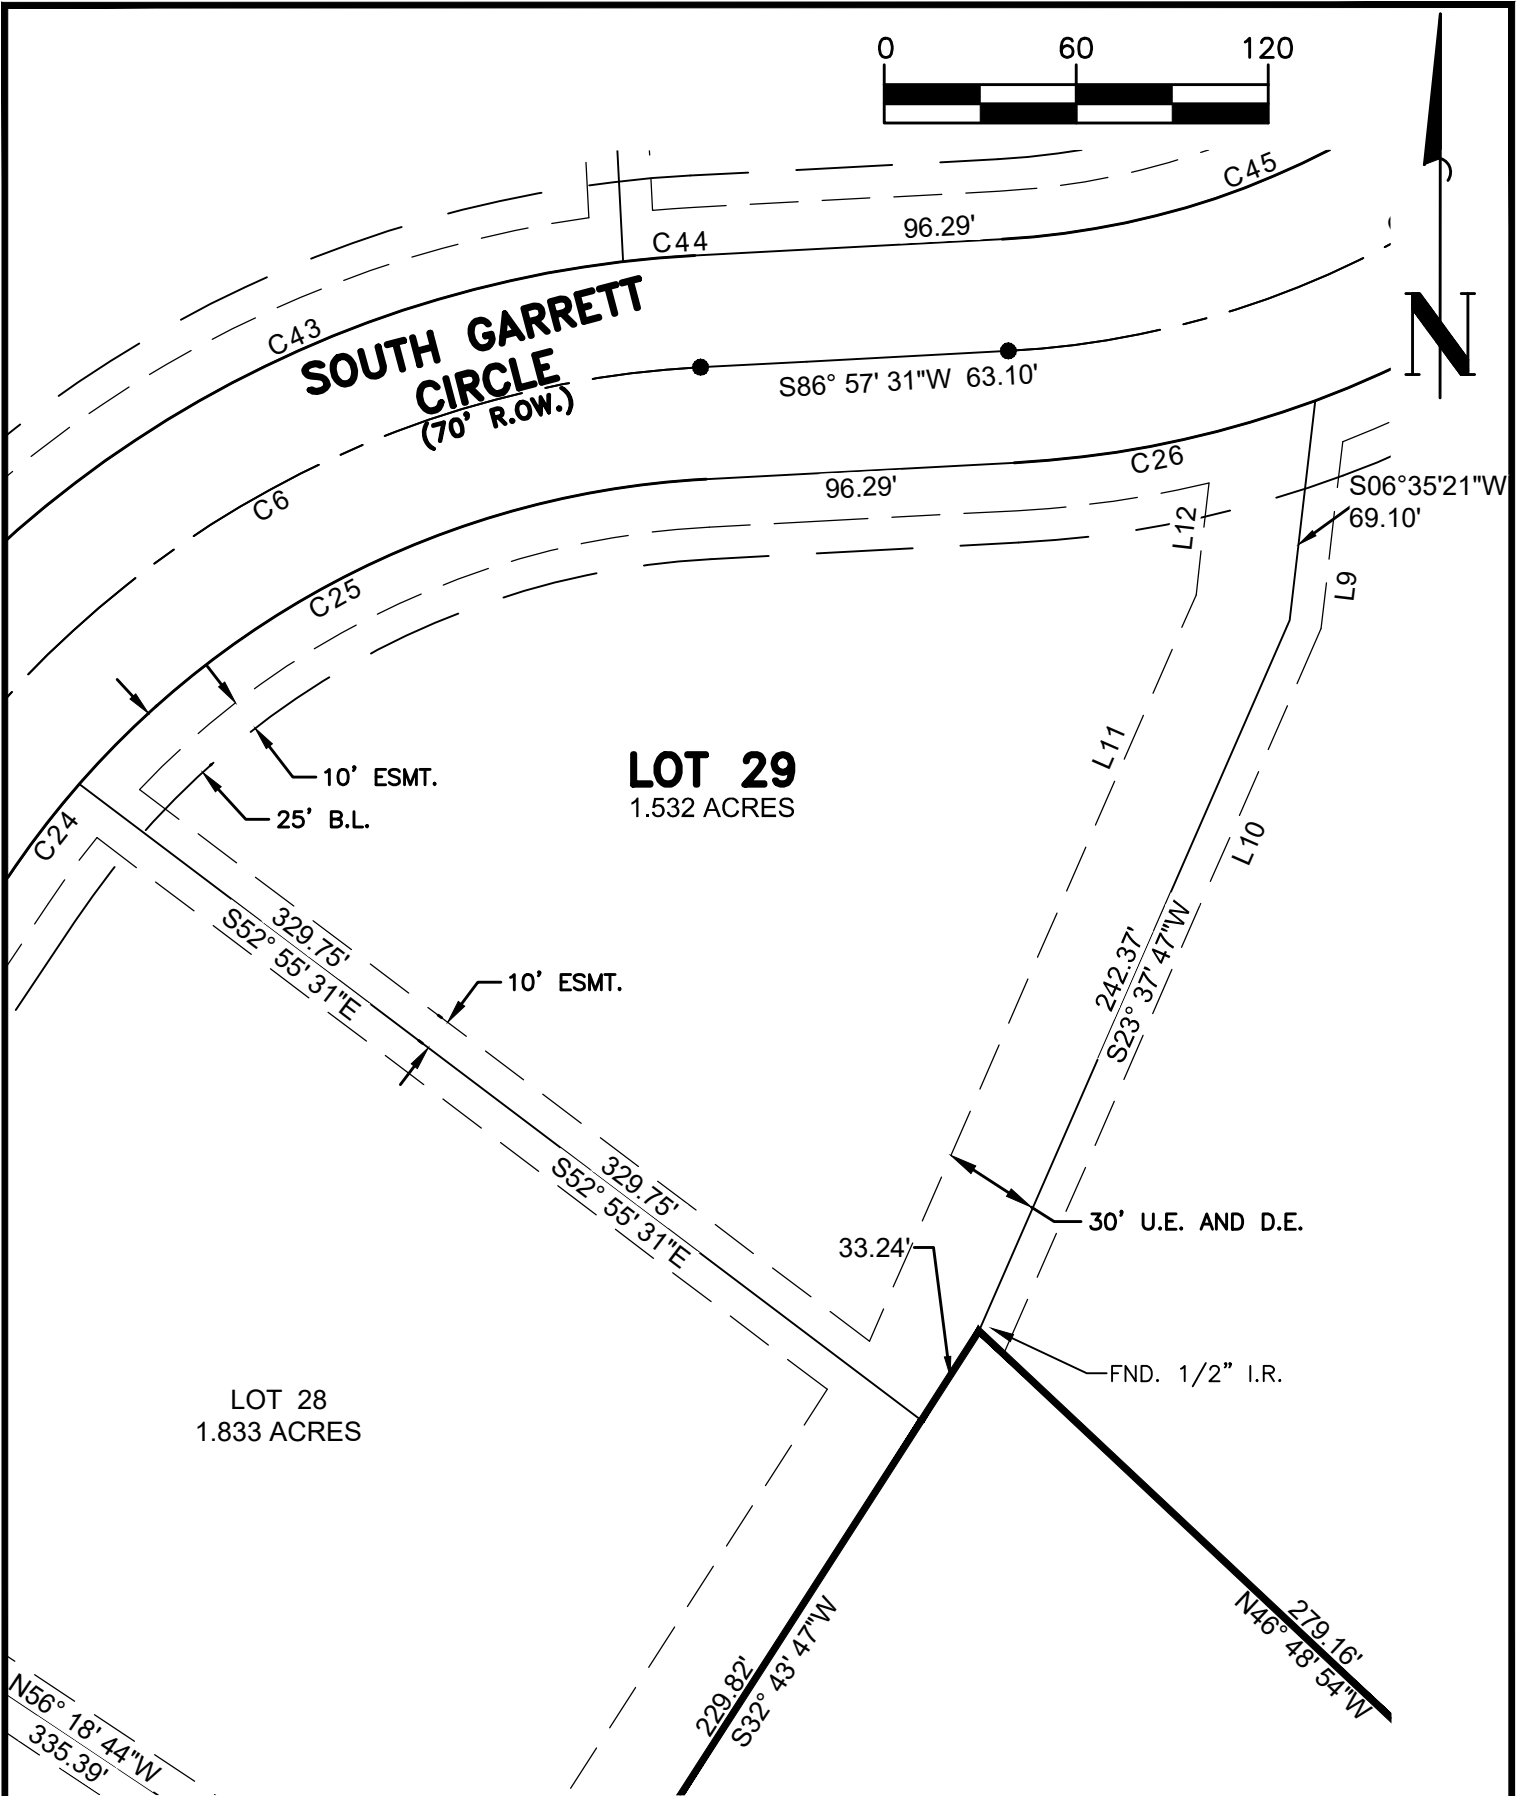 0 60 120
C45
96.29'
C44
C43
N
SOUTH GARRETT
CIRCLE
(70' R.OW.)
S86° 57' 31"W 63.10'
C26
96.29'
S06°35'21"W
69.10'
C6
L12
L9
C25
L11
LOT 29
1.532 ACRES
10' ESMT.
25' B.L.
C24
L10
329.75'
S52° 55' 31"E
242.37'
S23° 37' 47"W
10' ESMT.
329.75'
S52° 55' 31"E
30' U.E. AND D.E.
33.24'
FND. 1/2" I.R.
LOT 28
1.833 ACRES
279.16'
N46° 48' 54"W
229.82'
S32° 43' 47"W
N56° 18' 44"W
335.39'